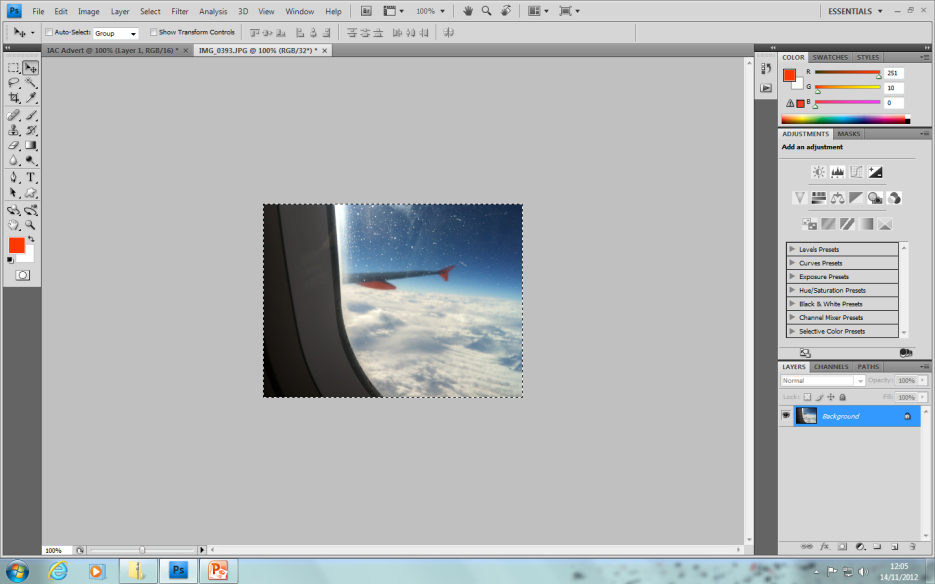 Ps File Edit Image Layer Select Filter Analysis 3D View Window Help Br 100% ESSENTIALS
Auto-Select: Group Show Transform Controls
IAC Advert @ 100% (Layer 1, RGB/16) * × IMG_0393.JPG @ 100% (RGB/32*) * ×
COLOR SWATCHES STYLES
R 251
G 10
B 0
ADJUSTMENTS MASKS
Add an adjustment
Levels Presets
Curves Presets
Exposure Presets
Hue/Saturation Presets
Black & White Presets
Channel Mixer Presets
Selective Color Presets
LAYERS CHANNELS PATHS
Normal Opacity: 100%
Lock: Fill: 100%
Background
100%
Ps
12:05
14/11/2012